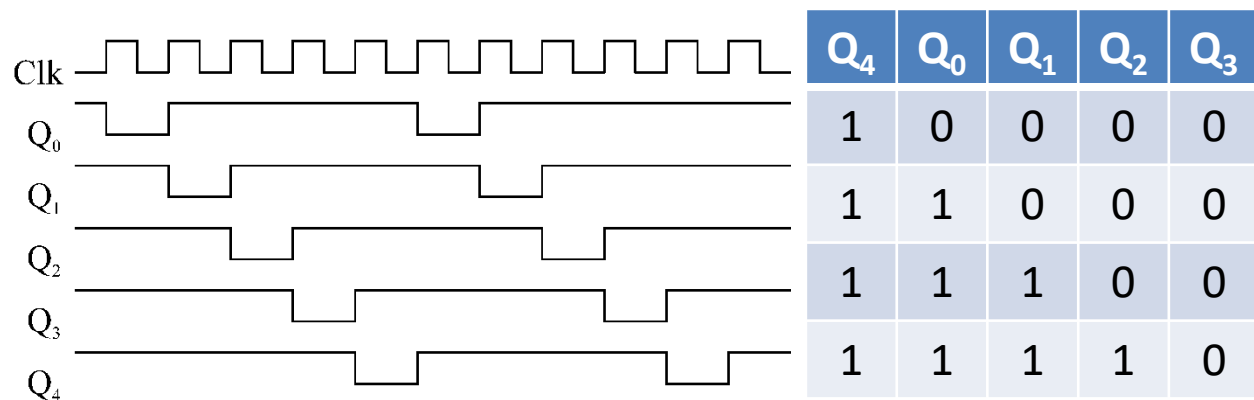 Clk
Q₀
Q₁
Q₂
Q₃
Q₄
Q₄ Q₀ Q₁ Q₂ Q₃
1 0 0 0 0
1 1 0 0 0
1 1 1 0 0
1 1 1 1 0